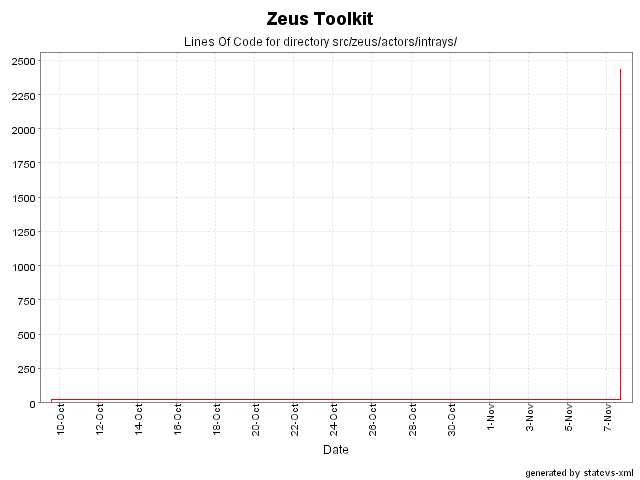 Zeus Toolkit
Lines Of Code for directory src/zeus/actors/intrays/
2500
2250
2000
1750
1500
1250
1000
750
500
250
0
10-Oct
12-Oct
14-Oct
16-Oct
18-Oct
20-Oct
22-Oct
24-Oct
26-Oct
28-Oct
30-Oct
1-Nov
3-Nov
5-Nov
7-Nov
Date
generated by statcvs-xml